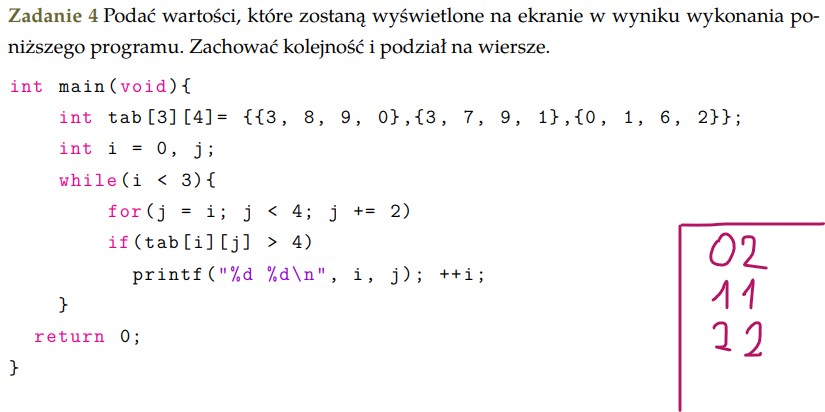 Zadanie 4 Podać wartości, które zostaną wyświetlone na ekranie w wyniku wykonania po-
niższego programu. Zachować kolejność i podział na wiersze.
int main(void){
    int tab[3][4]= {{3, 8, 9, 0},{3, 7, 9, 1},{0, 1, 6, 2}};
    int i = 0, j;
    while(i < 3){
        for(j = i; j < 4; j += 2)
        if(tab[i][j] > 4)
          printf("%d %d\n", i, j); ++i;
    }
  return 0;
}
02
11
22